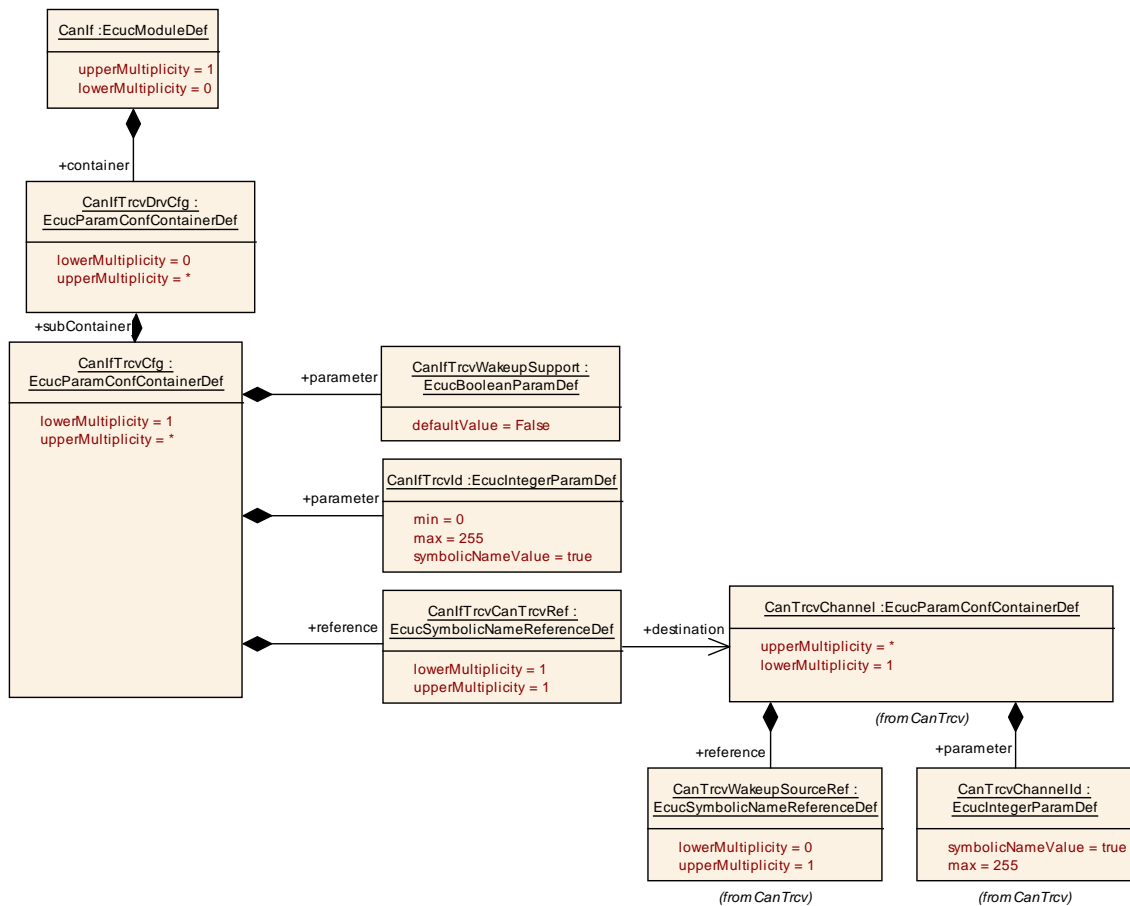 CanIf :EcucModuleDef
upperMultiplicity = 1
lowerMultiplicity = 0
+container
CanIfTrcvDrvCfg :
EcucParamConfContainerDef
lowerMultiplicity = 0
upperMultiplicity = *
+subContainer
CanIfTrcvCfg :
EcucParamConfContainerDef
lowerMultiplicity = 1
upperMultiplicity = *
+parameter
CanIfTrcvWakeupSupport :
EcucBooleanParamDef
defaultValue = False
+parameter
CanIfTrcvId :EcucIntegerParamDef
min = 0
max = 255
symbolicNameValue = true
+reference
CanIfTrcvCanTrcvRef :
EcucSymbolicNameReferenceDef
lowerMultiplicity = 1
upperMultiplicity = 1
+destination
CanTrcvChannel :EcucParamConfContainerDef
upperMultiplicity = *
lowerMultiplicity = 1
(from CanTrcv)
+reference
CanTrcvWakeupSourceRef :
EcucSymbolicNameReferenceDef
lowerMultiplicity = 0
upperMultiplicity = 1
(from CanTrcv)
+parameter
CanTrcvChannelId :
EcucIntegerParamDef
symbolicNameValue = true
max = 255
(from CanTrcv)